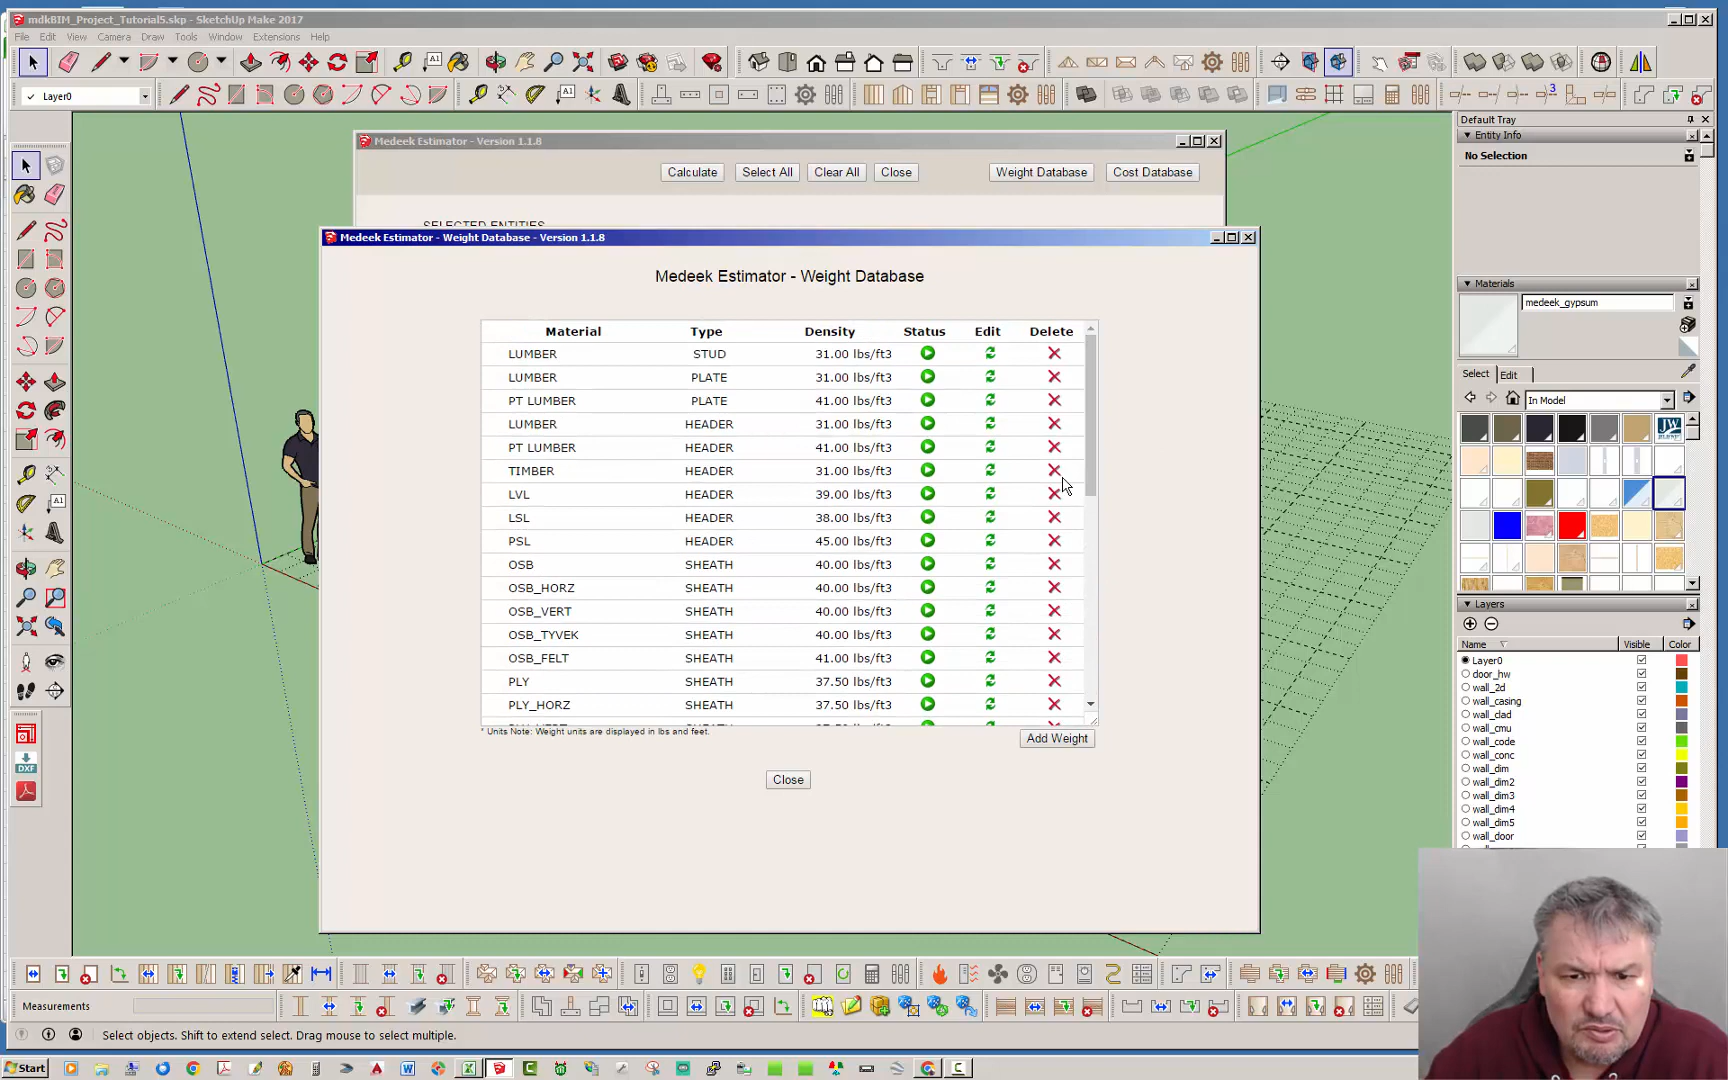 mdkBIM_Project_Tutorial5.skp - SketchUp Make 2017
File Edit View Camera Draw Tools Window Extensions Help
Layer0
Default Tray
Entity Info
No Selection
Medeek Estimator - Version 1.1.8
Calculate Select All Clear All Close Weight Database Cost Database
SELECTED ENTITIES
Medeek Estimator - Weight Database - Version 1.1.8
Medeek Estimator - Weight Database
Material Type Density Status Edit Delete
LUMBER STUD 31.00 lbs/ft3
LUMBER PLATE 31.00 lbs/ft3
PT LUMBER PLATE 41.00 lbs/ft3
LUMBER HEADER 31.00 lbs/ft3
PT LUMBER HEADER 41.00 lbs/ft3
TIMBER HEADER 31.00 lbs/ft3
LVL HEADER 39.00 lbs/ft3
LSL HEADER 38.00 lbs/ft3
PSL HEADER 45.00 lbs/ft3
OSB SHEATH 40.00 lbs/ft3
OSB_HORZ SHEATH 40.00 lbs/ft3
OSB_VERT SHEATH 40.00 lbs/ft3
OSB_TYVEK SHEATH 40.00 lbs/ft3
OSB_FELT SHEATH 41.00 lbs/ft3
PLY SHEATH 37.50 lbs/ft3
PLY_HORZ SHEATH 37.50 lbs/ft3
* Units Note: Weight units are displayed in lbs and feet.
Add Weight
Close
Materials
medeek_gypsum
Select Edit
In Model
Layers
Name Visible Color
Layer0
door_hw
wall_2d
wall_casing
wall_clad
wall_cmu
wall_code
wall_conc
wall_dim
wall_dim2
wall_dim3
wall_dim4
wall_dim5
wall_door
Measurements
Select objects. Shift to extend select. Drag mouse to select multiple.
Start